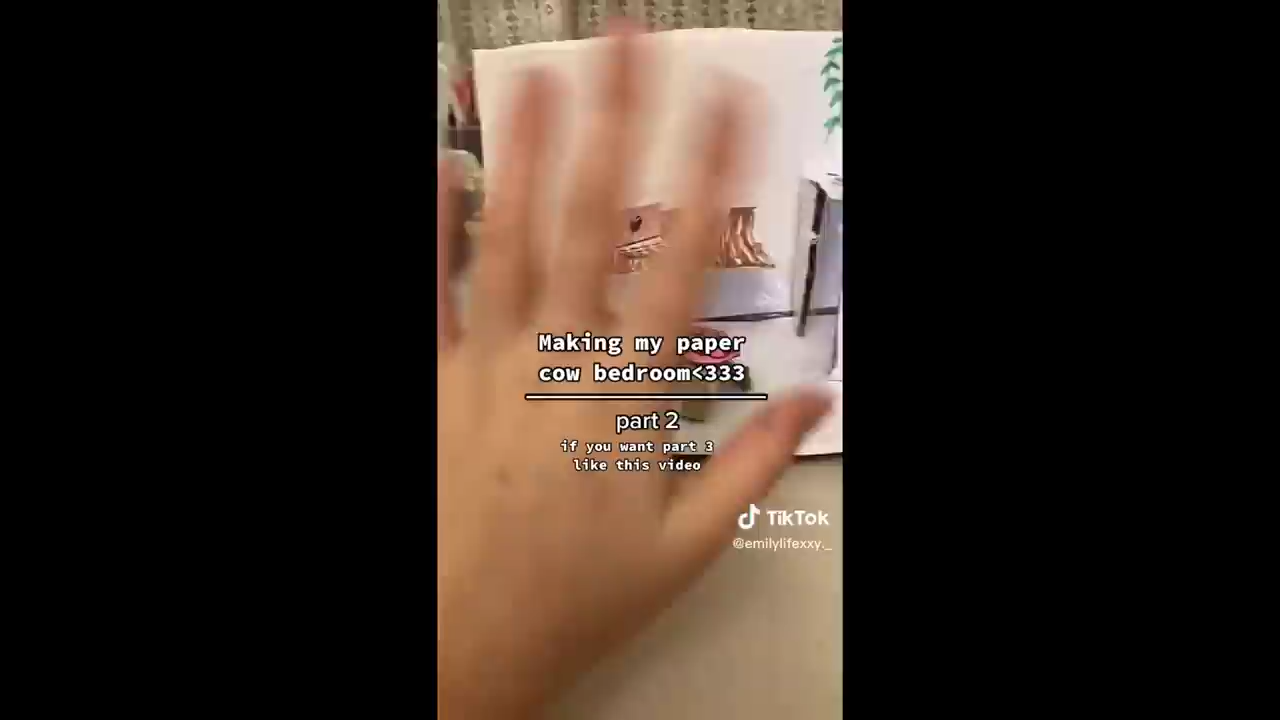 Making my paper
cow bedroom<333
part 2
if you want part 3
like this video
TikTok
@emilylifexxy._